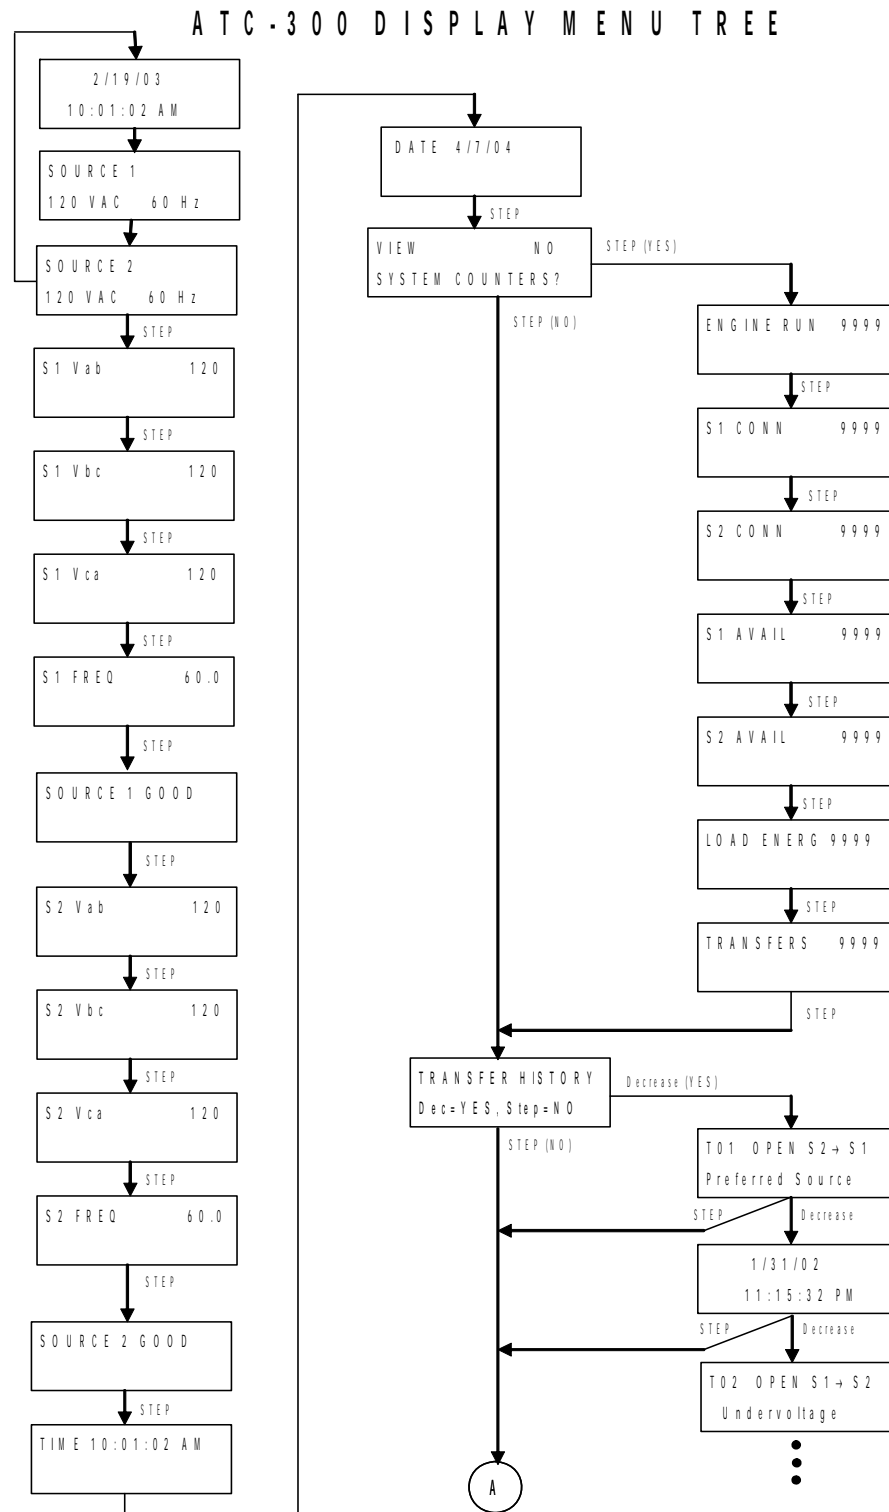 ATC-300 DISPLAY MENU TREE
2/19/03
10:01:02 AM
SOURCE 1
120 VAC 60 Hz
SOURCE 2
120 VAC 60 Hz
STEP
S1 Vab 120
STEP
S1 Vbc 120
STEP
S1 Vca 120
STEP
S1 FREQ 60.0
STEP
SOURCE 1 GOOD
STEP
S2 Vab 120
STEP
S2 Vbc 120
STEP
S2 Vca 120
STEP
S2 FREQ 60.0
STEP
SOURCE 2 GOOD
STEP
TIME 10:01:02 AM
DATE 4/7/04
STEP
VIEW NO
SYSTEM COUNTERS?
STEP (YES)
STEP (NO)
ENGINE RUN 9999
STEP
S1 CONN 9999
STEP
S2 CONN 9999
STEP
S1 AVAIL 9999
STEP
S2 AVAIL 9999
STEP
LOAD ENERG 9999
STEP
TRANSFERS 9999
STEP
TRANSFER HISTORY
Dec=YES, Step=NO
Decrease (YES)
STEP (NO)
T01 OPEN S2→S1
Preferred Source
STEP Decrease
1/31/02
11:15:32 PM
STEP Decrease
T02 OPEN S1→S2
Undervoltage
A